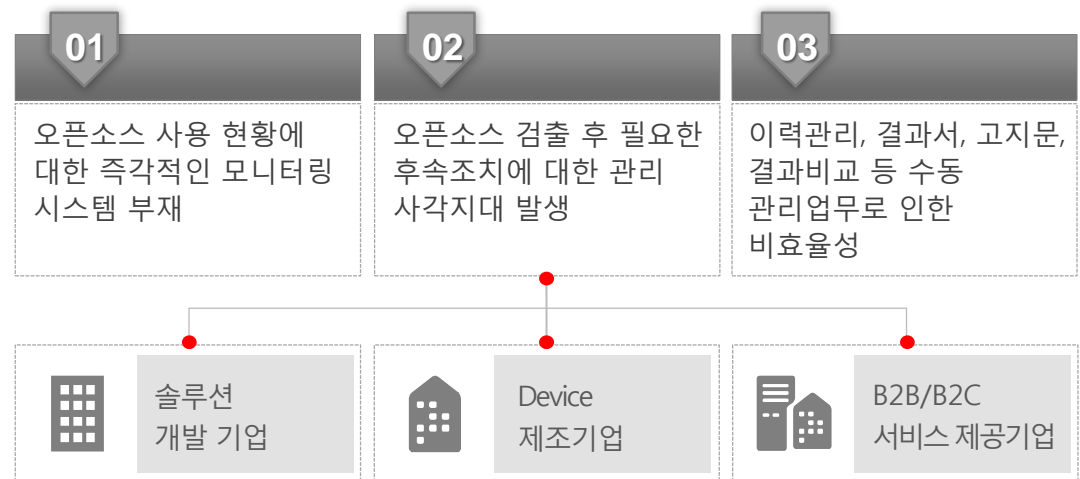 01
오픈소스 사용 현황에
대한 즉각적인 모니터링
시스템 부재
02
오픈소스 검출 후 필요한
후속조치에 대한 관리
사각지대 발생
03
이력관리, 결과서, 고지문,
결과비교 등 수동
관리업무로 인한
비효율성
솔루션
개발 기업
Device
제조기업
B2B/B2C
서비스 제공기업